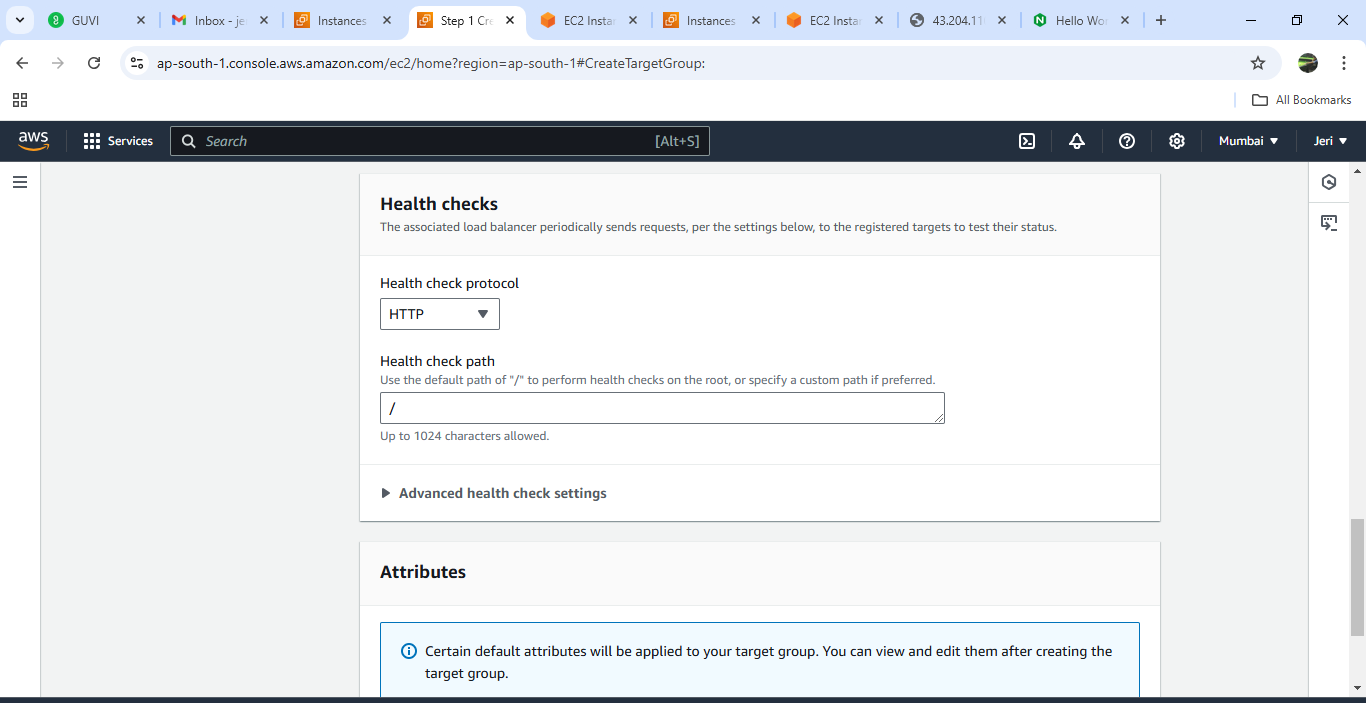 GUVI
Inbox - je
Instances
Step 1 Cre
EC2 Instan
Instances
EC2 Instan
43.204.11
Hello Wor
ap-south-1.console.aws.amazon.com/ec2/home?region=ap-south-1#CreateTargetGroup:
All Bookmarks
aws
Services
Search
[Alt+S]
Mumbai
Jeri
Health checks
The associated load balancer periodically sends requests, per the settings below, to the registered targets to test their status.
Health check protocol
HTTP
Health check path
Use the default path of "/" to perform health checks on the root, or specify a custom path if preferred.
/
Up to 1024 characters allowed.
Advanced health check settings
Attributes
Certain default attributes will be applied to your target group. You can view and edit them after creating the
target group.